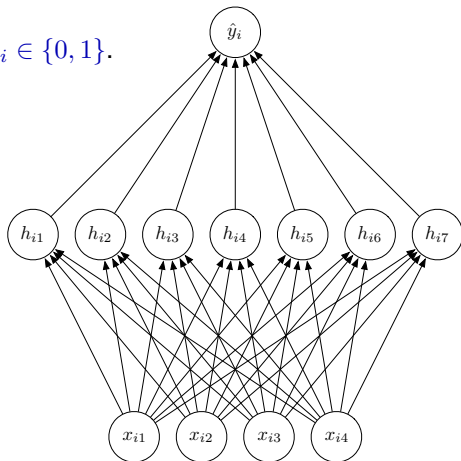 ŷᵢ
ᵢ ∈ {0, 1}.
hᵢ₁ hᵢ₂ hᵢ₃ hᵢ₄ hᵢ₅ hᵢ₆ hᵢ₇
xᵢ₁ xᵢ₂ xᵢ₃ xᵢ₄